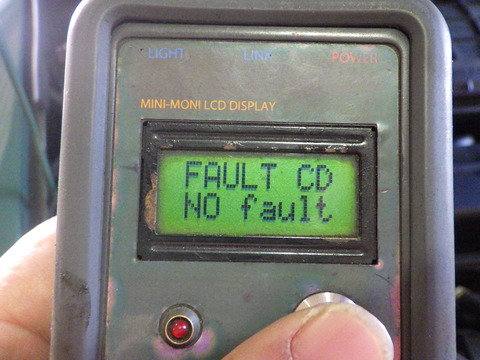 LIGHT LINK POWER
MINI-MONI LCD DISPLAY
FAULT CD
NO fault